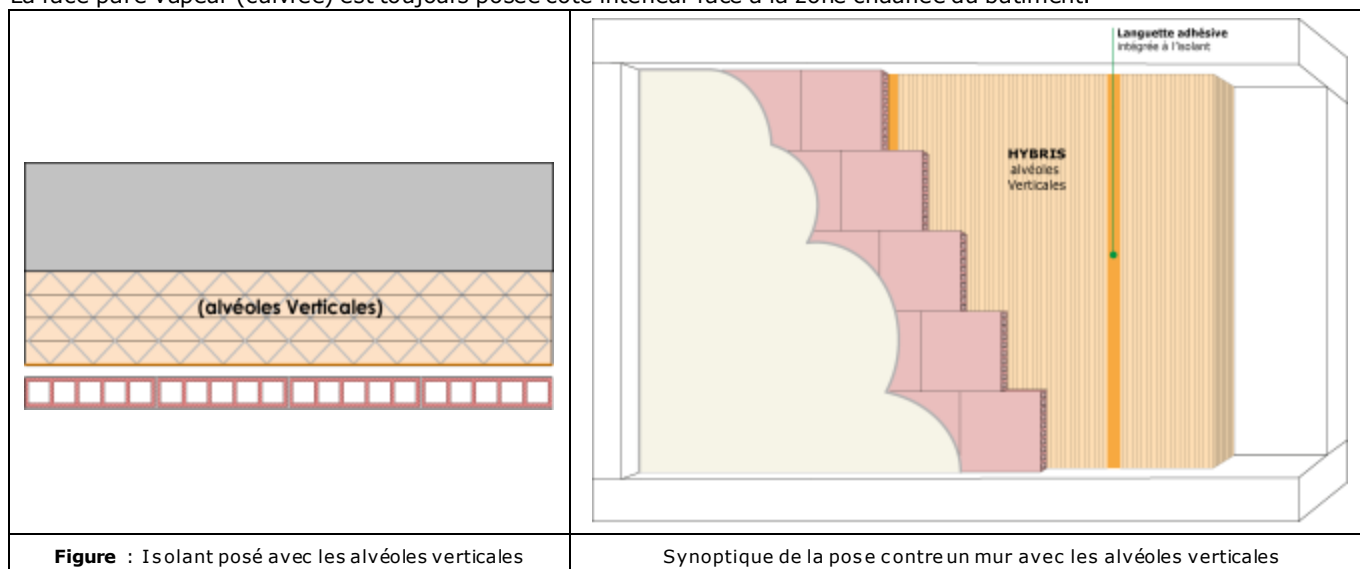 La face pare-vapeur (cuivrée) est toujours posée côté intérieur face à la zone chauffée du bâtiment.
Languette adhèsive
intègrée à l'isolant
HYBRIS
alvéoles
Verticales
(alvéoles Verticales)
Figure : Isolant posé avec les alvéoles verticales
Synoptique de la pose contre un mur avec les alvéoles verticales